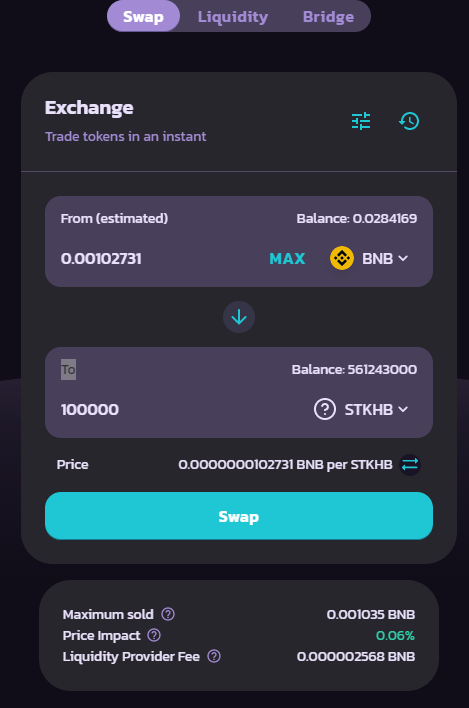 Swap Liquidity Bridge
Exchange
Trade tokens in an instant
From (estimated) Balance: 0.0284169
0.00102731 MAX BNB
To Balance: 561243000
100000 ? STKHB
Price 0.0000000102731 BNB per STKHB
Swap
Maximum sold ? 0.001035 BNB
Price Impact ? 0.06%
Liquidity Provider Fee ? 0.000002568 BNB